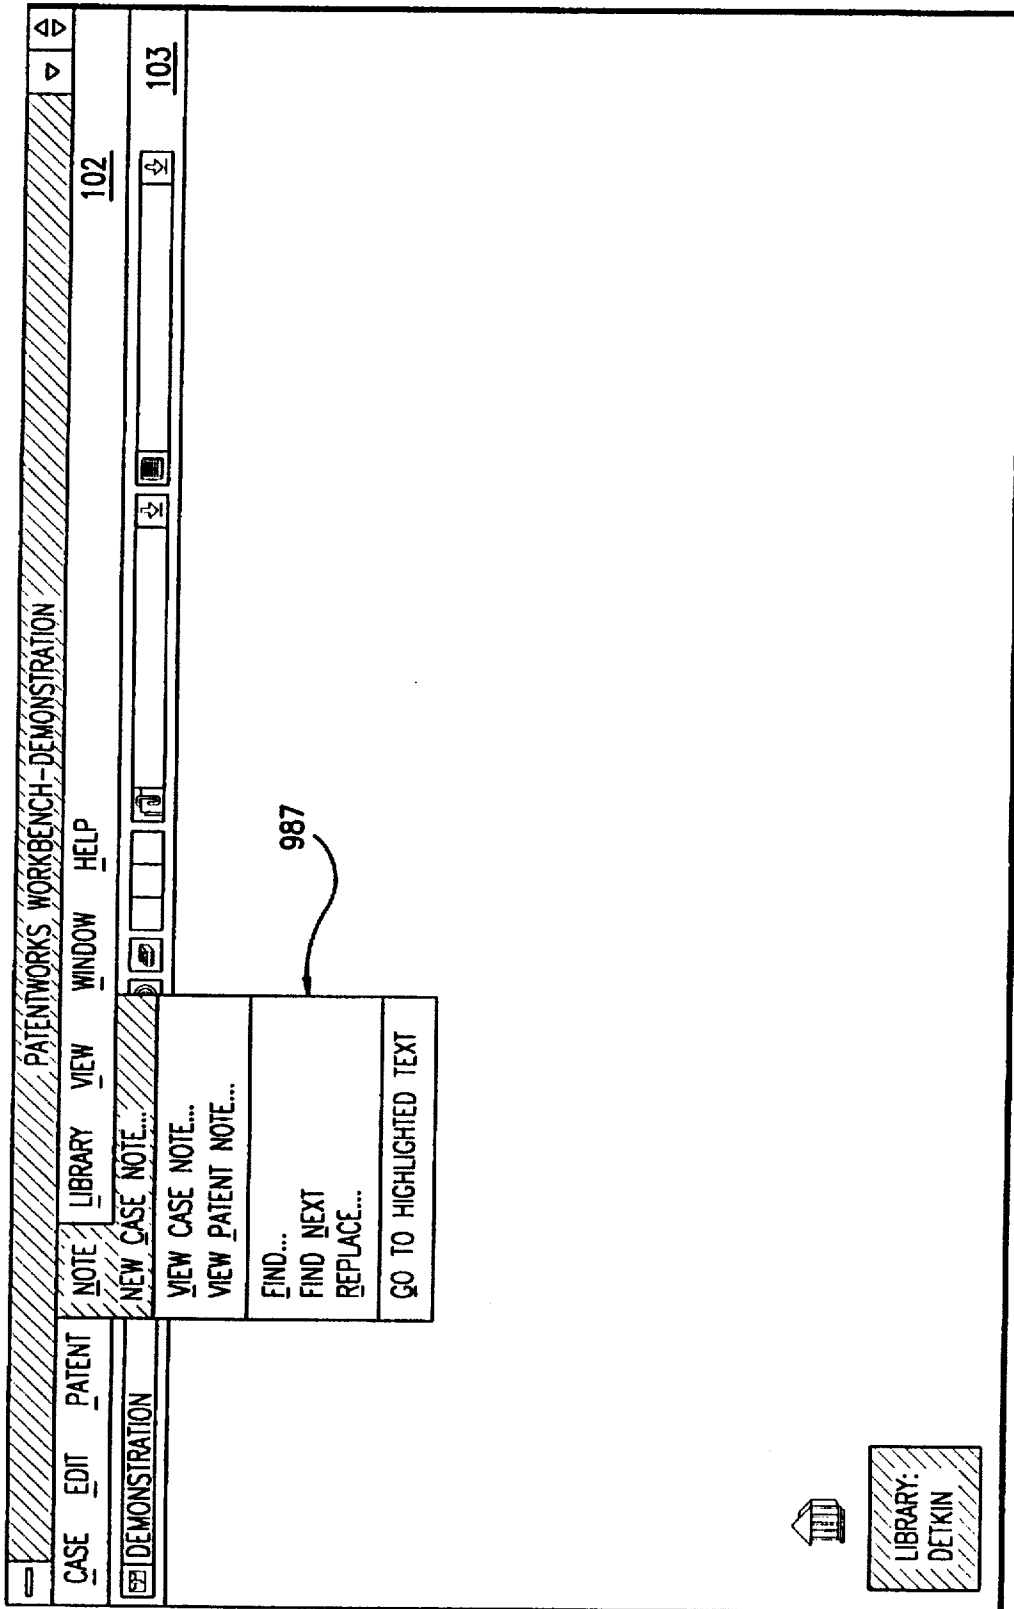 PATENTWORKS WORKBENCH-DEMONSTRATION
CASE EDIT PATENT NOTE LIBRARY VIEW WINDOW HELP 102
DEMONSTRATION 103
NEW CASE NOTE...
VIEW CASE NOTE...
VIEW PATENT NOTE...
FIND...
FIND NEXT
REPLACE...
GO TO HIGHLIGHTED TEXT
987
LIBRARY:
DETKIN